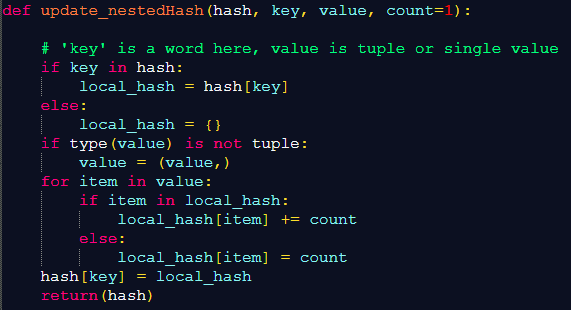 def update_nestedHash(hash, key, value, count=1):
    # 'key' is a word here, value is tuple or single value
    if key in hash:
        local_hash = hash[key]
    else:
        local_hash = {}
    if type(value) is not tuple:
        value = (value,)
    for item in value:
        if item in local_hash:
            local_hash[item] += count
        else:
            local_hash[item] = count
    hash[key] = local_hash
    return(hash)